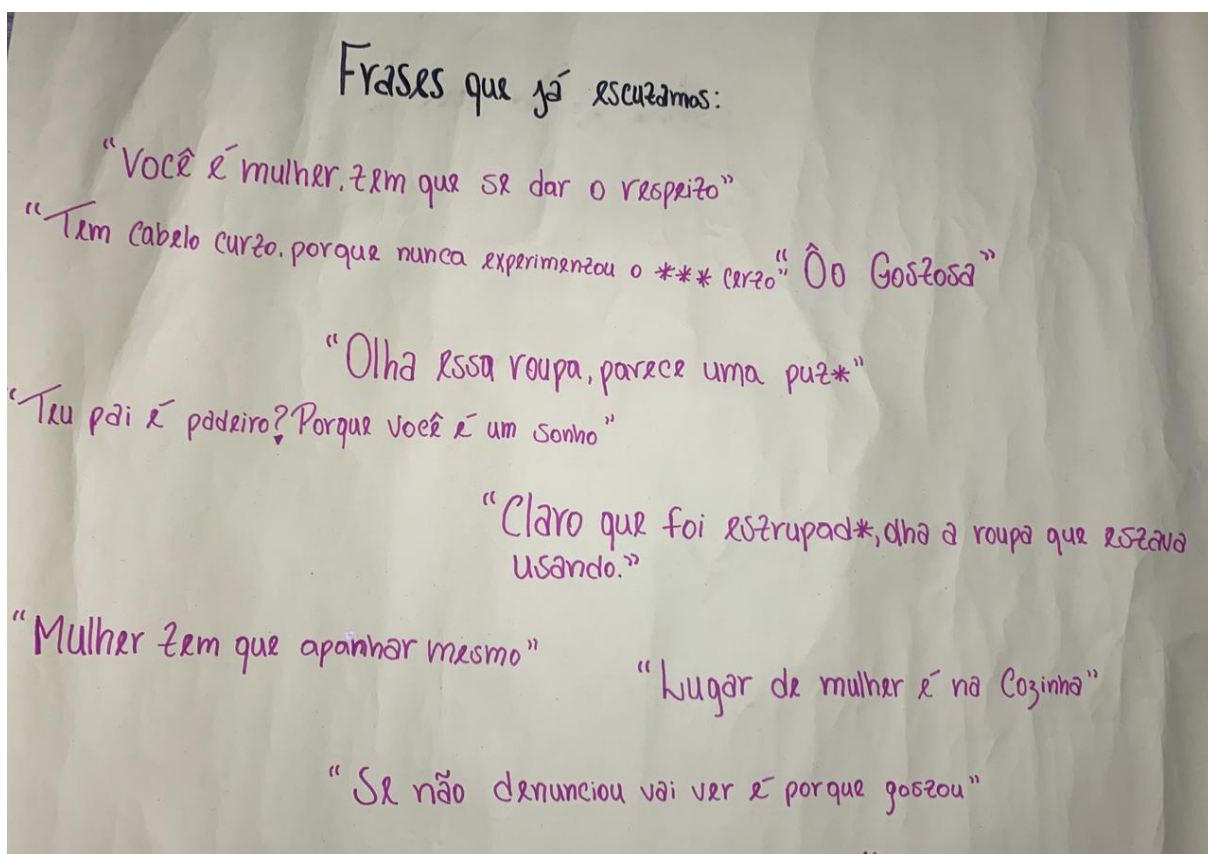 Frases que já escutamos:
"Você é mulher. tem que se dar o respeito"
"Tem cabelo curto. porque nunca experimentou o *** certo" "Ôo Gostosa"
"Olha essa roupa, parece uma put*"
"Teu pai é padeiro? Porque você é um sonho"
"Claro que foi estrupad*, olha a roupa que estava
usando."
"Mulher tem que apanhar mesmo"
"Lugar de mulher é na Cozinha"
"Se não denunciou vai ver é porque gostou"